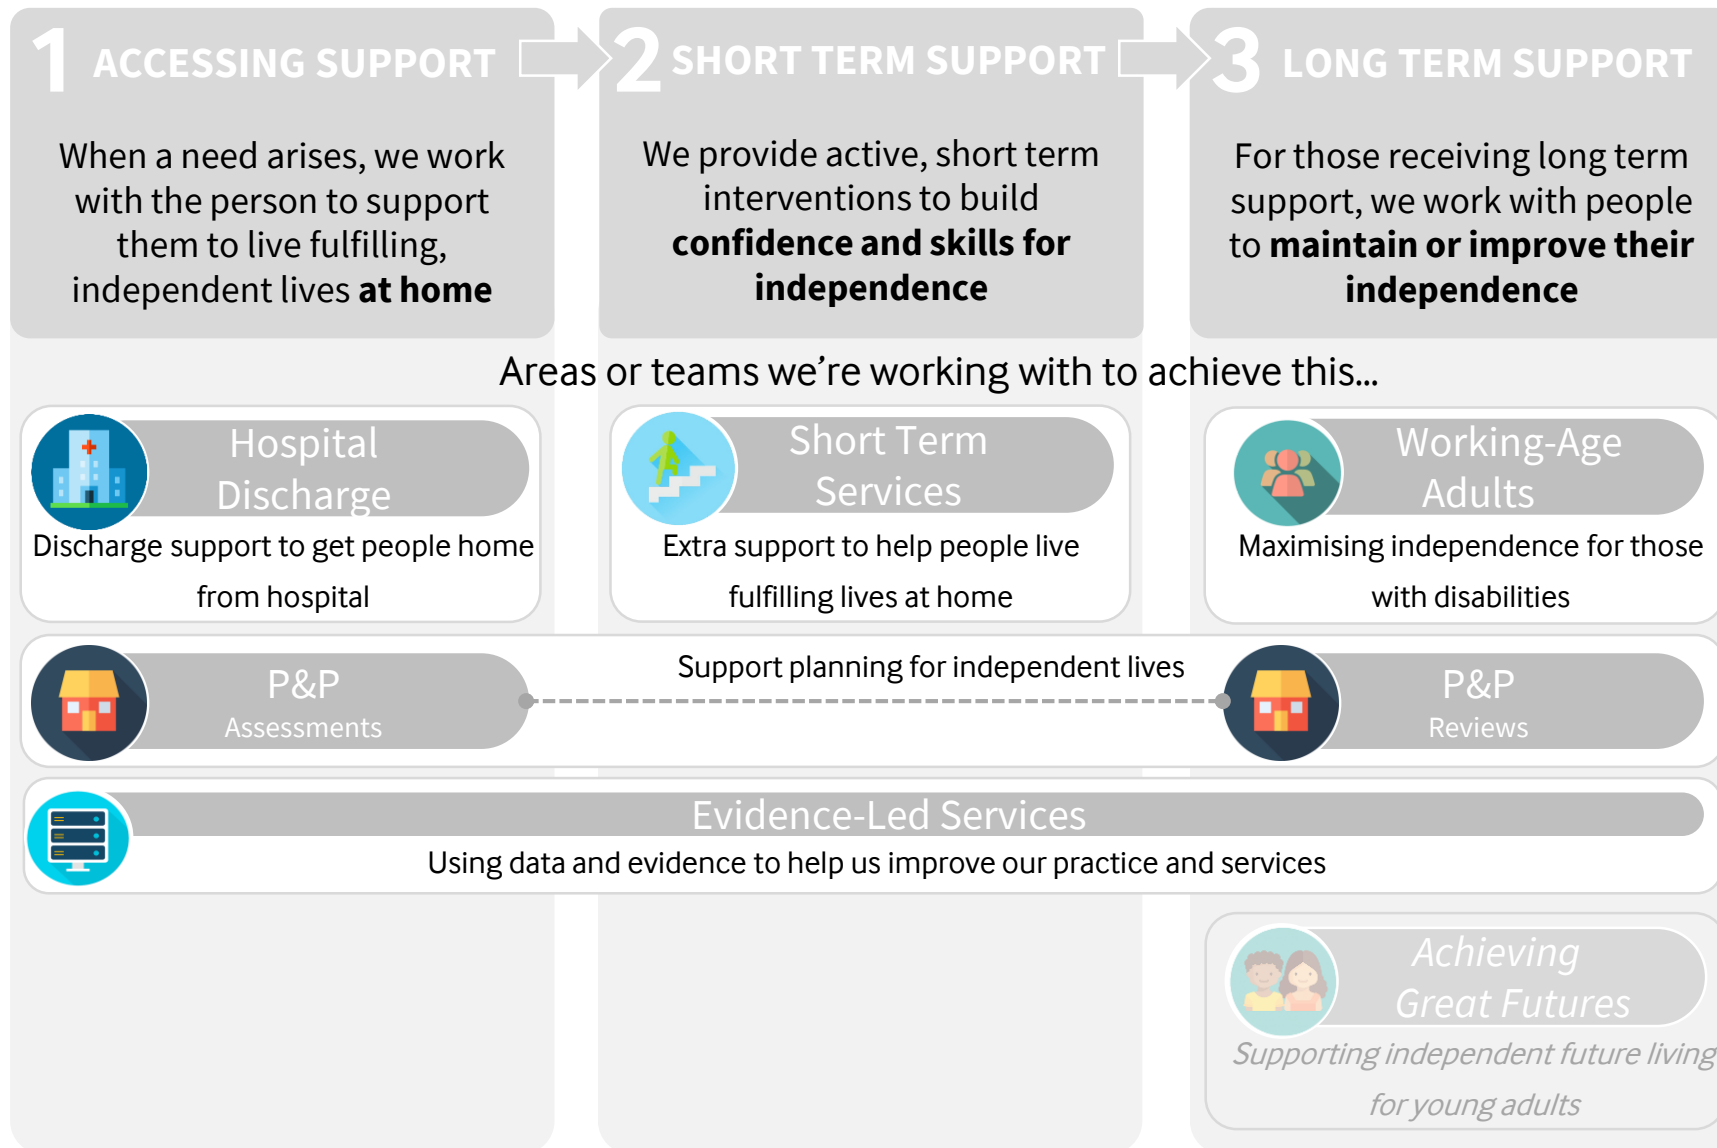 1 ACCESSING SUPPORT
When a need arises, we work
with the person to support
them to live fulfilling,
independent lives at home
2 SHORT TERM SUPPORT
We provide active, short term
interventions to build
confidence and skills for
independence
3 LONG TERM SUPPORT
For those receiving long term
support, we work with people
to maintain or improve their
independence
Areas or teams we’re working with to achieve this...
Hospital
Discharge
Discharge support to get people home
from hospital
Short Term
Services
Extra support to help people live
fulfilling lives at home
Working-Age
Adults
Maximising independence for those
with disabilities
P&P
Assessments
Support planning for independent lives
P&P
Reviews
Evidence-Led Services
Using data and evidence to help us improve our practice and services
Achieving
Great Futures
Supporting independent future living
for young adults